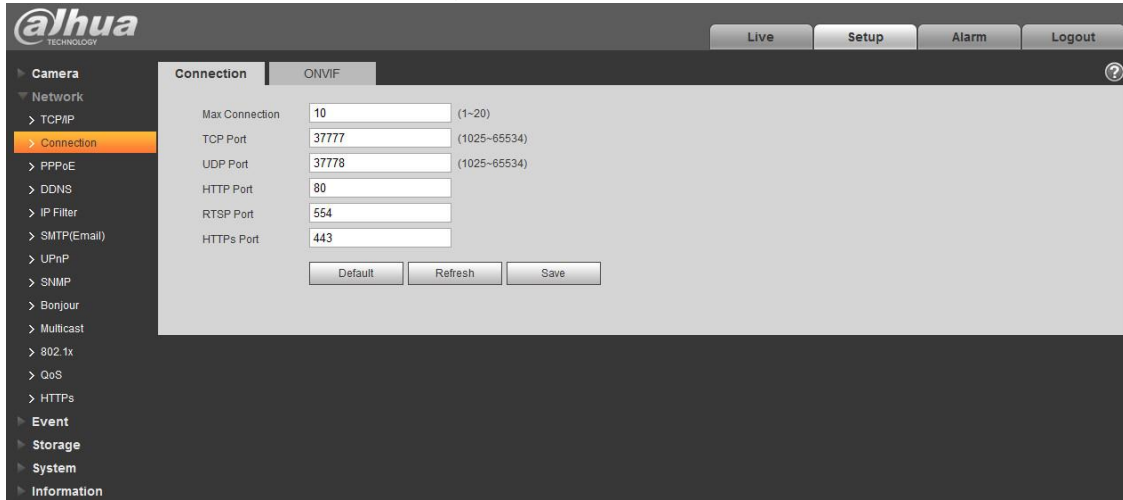 alhua
TECHNOLOGY
Live Setup Alarm Logout
Camera
Network
TCP/IP
Connection
PPPoE
DDNS
IP Filter
SMTP(Email)
UPnP
SNMP
Bonjour
Multicast
802.1x
QoS
HTTPs
Event
Storage
System
Information
Connection ONVIF ?
Max Connection 10 (1~20)
TCP Port 37777 (1025~65534)
UDP Port 37778 (1025~65534)
HTTP Port 80
RTSP Port 554
HTTPs Port 443
Default Refresh Save